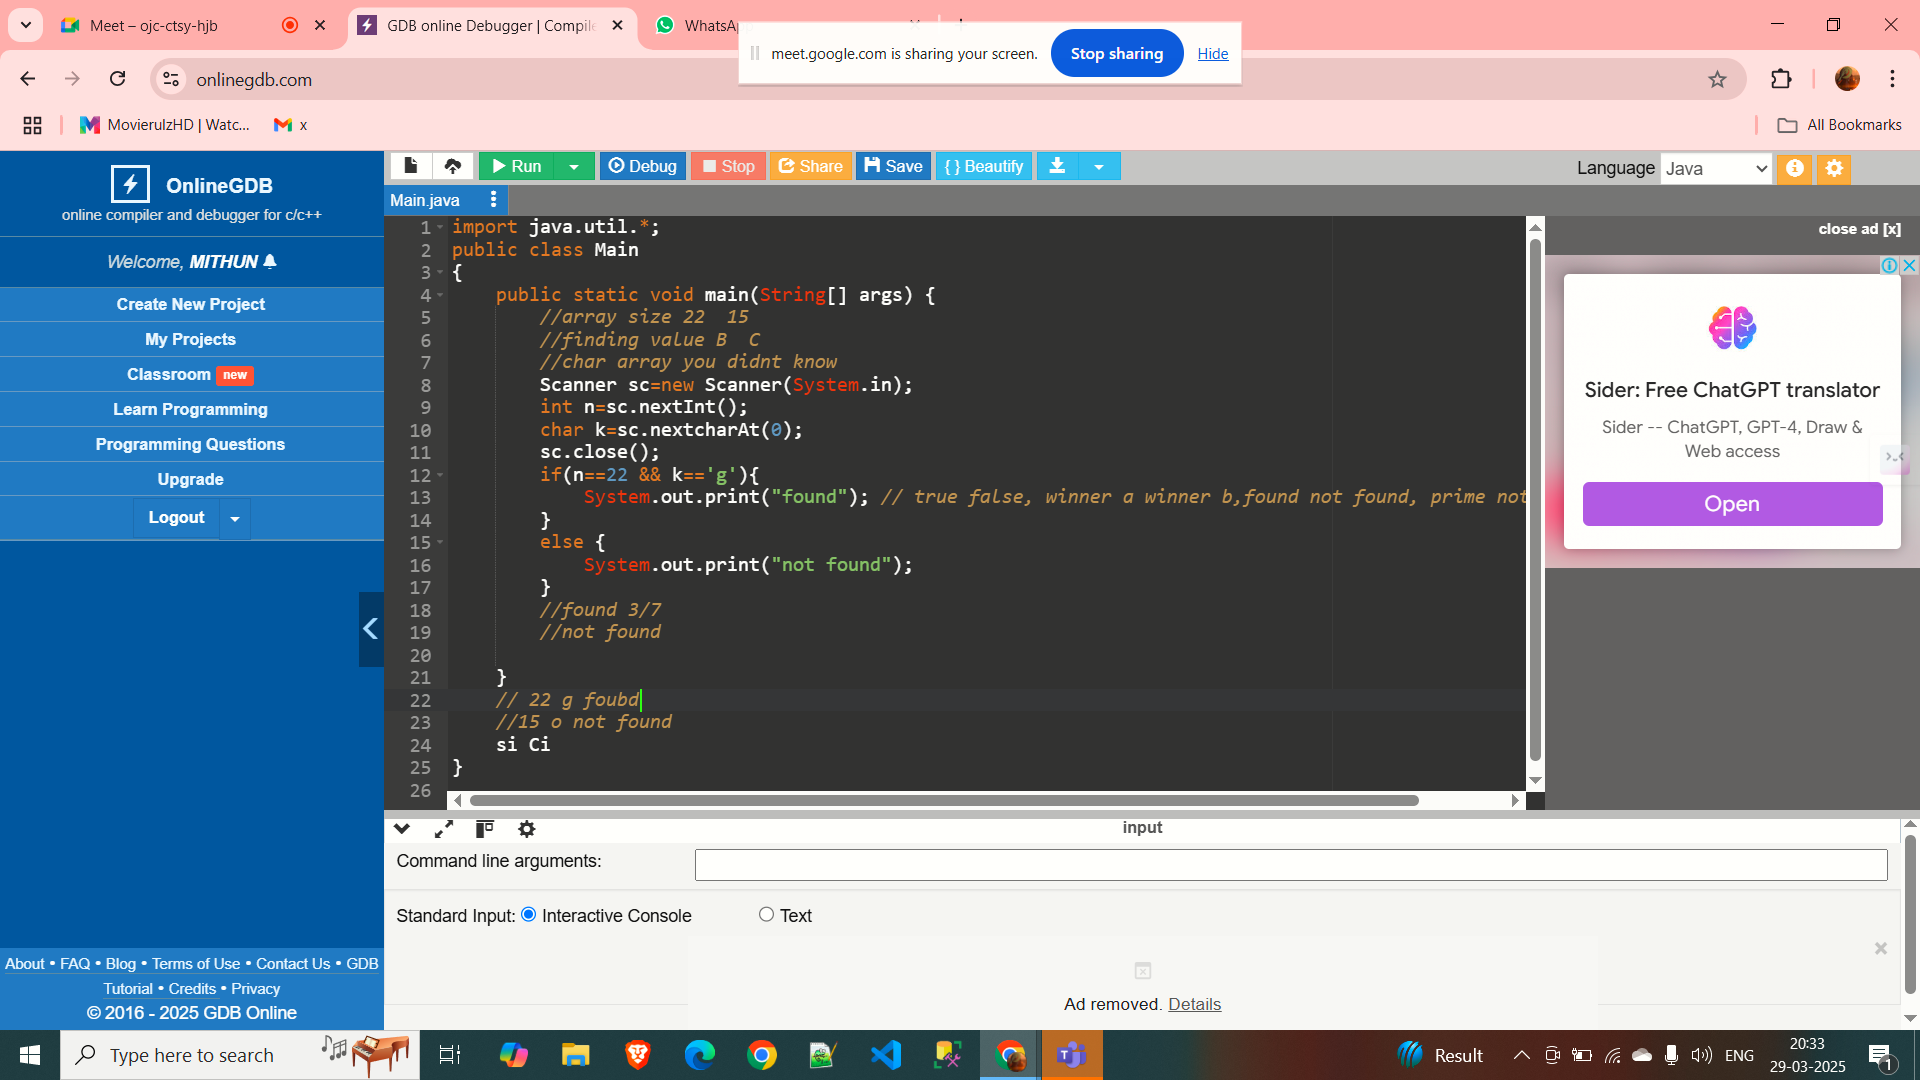 Meet – ojc-ctsy-hjb
GDB online Debugger | Compile
WhatsAp
meet.google.com is sharing your screen.
Stop sharing
Hide
onlinegdb.com
MovierulzHD | Watc...
x
All Bookmarks
OnlineGDB
online compiler and debugger for c/c++
Welcome, MITHUN
Create New Project
My Projects
Classroom new
Learn Programming
Programming Questions
Upgrade
Logout
About • FAQ • Blog • Terms of Use • Contact Us • GDB
Tutorial • Credits • Privacy
© 2016 - 2025 GDB Online
Run
Debug
Stop
Share
Save
{ } Beautify
Language Java
Main.java
1 import java.util.*;
2 public class Main
3 {
4 public static void main(String[] args) {
5 //array size 22  15
6 //finding value B  C
7 //char array you didnt know
8 Scanner sc=new Scanner(System.in);
9 int n=sc.nextInt();
10 char k=sc.nextcharAt(0);
11 sc.close();
12 if(n==22 && k=='g'){
13 System.out.print("found"); // true false, winner a winner b,found not found, prime not
14 }
15 else {
16 System.out.print("not found");
17 }
18 //found 3/7
19 //not found
20
21 }
22 // 22 g foubd
23 //15 o not found
24 si Ci
25 }
26
close ad [x]
Sider: Free ChatGPT translator
Sider -- ChatGPT, GPT-4, Draw &
Web access
Open
input
Command line arguments:
Standard Input: Interactive Console Text
Ad removed. Details
Type here to search
Result
ENG
20:33
29-03-2025
1